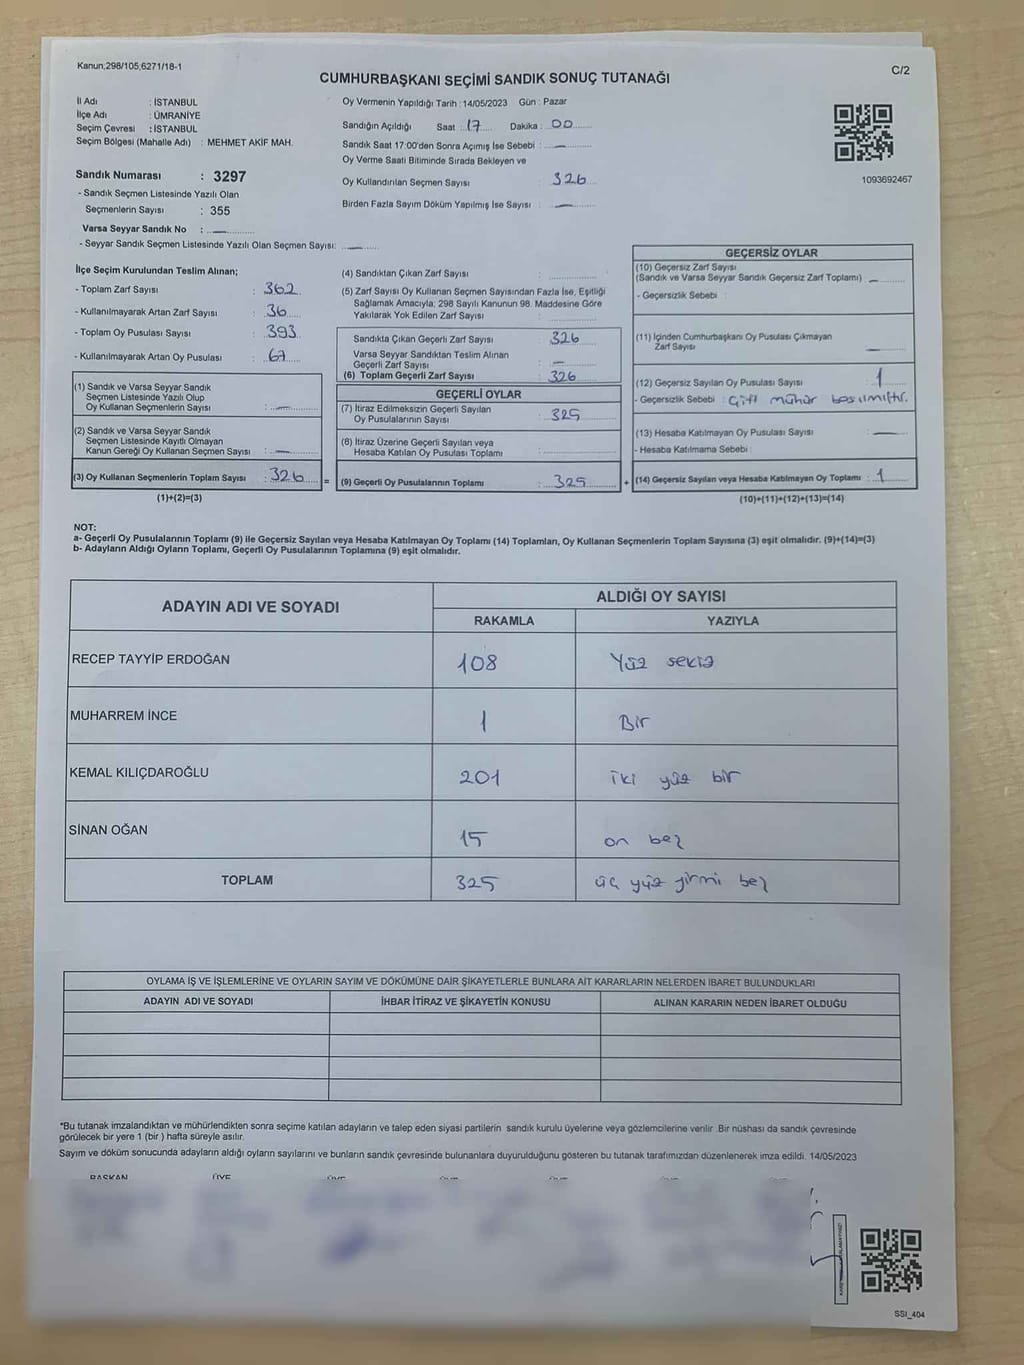 Kanun;298/105,6271/18-1
C/2
CUMHURBAŞKANI SEÇİMİ SANDIK SONUÇ TUTANAĞI
İl Adı : İSTANBUL
İlçe Adı : ÜMRANİYE
Seçim Çevresi : İSTANBUL
Seçim Bölgesi (Mahalle Adı) : MEHMET AKİF MAH.
Sandık Numarası : 3297
- Sandık Seçmen Listesinde Yazılı Olan
Seçmenlerin Sayısı : 355
Varsa Seyyar Sandık No : —
- Seyyar Sandık Seçmen Listesinde Yazılı Olan Seçmen Sayısı: —
Oy Vermenin Yapıldığı Tarih :14/05/2023 Gün : Pazar
Sandığın Açıldığı Saat : 17 Dakika : 00
Sandık Saat 17:00'den Sonra Açımış İse Sebebi : —
Oy Verme Saati Bitiminde Sırada Bekleyen ve
Oy Kullandırılan Seçmen Sayısı : 326
Birden Fazla Sayım Döküm Yapılmış İse Sayısı : —
1093692467
İlçe Seçim Kurulundan Teslim Alınan;
- Toplam Zarf Sayısı : 362
- Kullanılmayarak Artan Zarf Sayısı : 36
- Toplam Oy Pusulası Sayısı : 393
- Kullanılmayarak Artan Oy Pusulası : 67
(1) Sandık ve Varsa Seyyar Sandık
Seçmen Listesinde Yazılı Olup
Oy Kullanan Seçmenlerin Sayısı : —
(2) Sandık ve Varsa Seyyar Sandık
Seçmen Listesinde Kayıtlı Olmayan
Kanun Gereği Oy Kullanan Seçmen Sayısı : —
(3) Oy Kullanan Seçmenlerin Toplam Sayısı : 326
(1)+(2)=(3)
(4) Sandıktan Çıkan Zarf Sayısı :
(5) Zarf Sayısı Oy Kullanan Seçmen Sayısından Fazla İse, Eşitliği
Sağlamak Amacıyla, 298 Sayılı Kanunun 98. Maddesine Göre
Yakılarak Yok Edilen Zarf Sayısı :
Sandıkta Çıkan Geçerli Zarf Sayısı : 326
Varsa Seyyar Sandıktan Teslim Alınan
Geçerli Zarf Sayısı : —
(6) Toplam Geçerli Zarf Sayısı : 326
GEÇERLİ OYLAR
(7) İtiraz Edilmeksizin Geçerli Sayılan
Oy Pusulalarının Sayısı : 325
(8) İtiraz Üzerine Geçerli Sayılan veya
Hesaba Katılan Oy Pusulası Toplamı :
= (9) Geçerli Oy Pusulalarının Toplamı : 325 +
GEÇERSİZ OYLAR
(10) Geçersiz Zarf Sayısı
(Sandık ve Varsa Seyyar Sandık Geçersiz Zarf Toplamı) : —
- Geçersizlik Sebebi :
(11) İçinden Cumhurbaşkanı Oy Pusulası Çıkmayan
Zarf Sayısı —
(12) Geçersiz Sayılan Oy Pusulası Sayısı : 1
- Geçersizlik Sebebi : Çift mühür basılmıştır.
(13) Hesaba Katılmayan Oy Pusulası Sayısı : —
- Hesaba Katılmama Sebebi :
(14) Geçersiz Sayılan veya Hesaba Katılmayan Oy Toplamı : 1
(10)+(11)+(12)+(13)=(14)
NOT:
a- Geçerli Oy Pusulalarının Toplamı (9) ile Geçersiz Sayılan veya Hesaba Katılmayan Oy Toplamı (14) Toplamları, Oy Kullanan Seçmenlerin Toplam Sayısına (3) eşit olmalıdır. (9)+(14)=(3)
b- Adayların Aldığı Oyların Toplamı, Geçerli Oy Pusulalarının Toplamına (9) eşit olmalıdır.
ADAYIN ADI VE SOYADI
ALDIĞI OY SAYISI
RAKAMLA YAZIYLA
RECEP TAYYİP ERDOĞAN 108 Yüz sekiz
MUHARREM İNCE 1 Bir
KEMAL KILIÇDAROĞLU 201 iki yüz bir
SİNAN OĞAN 15 on beş
TOPLAM 325 üç yüz yirmi beş
OYLAMA İŞ VE İŞLEMLERİNE VE OYLARIN SAYIM VE DÖKÜMÜNE DAİR ŞİKAYETLERLE BUNLARA AİT KARARLARIN NELERDEN İBARET BULUNDUKLARI
ADAYIN ADI VE SOYADI İHBAR İTİRAZ VE ŞİKAYETİN KONUSU ALINAN KARARIN NEDEN İBARET OLDUĞU
*Bu tutanak imzalandıktan ve mühürlendikten sonra seçime katılan adayların ve talep eden siyasi partilerin sandık kurulu üyelerine veya gözlemcilerine verilir .Bir nüshası da sandık çevresinde
görülecek bir yere 1 (bir ) hafta süreyle asılır.
Sayım ve döküm sonucunda adayların aldığı oyların sayılarını ve bunların sandık çevresinde bulunanlara duyurulduğunu gösteren bu tutanak tarafımızdan düzenlenerek imza edildi. 14/05/2023
BAŞKAN ÜYE ÜYE
SSI_404